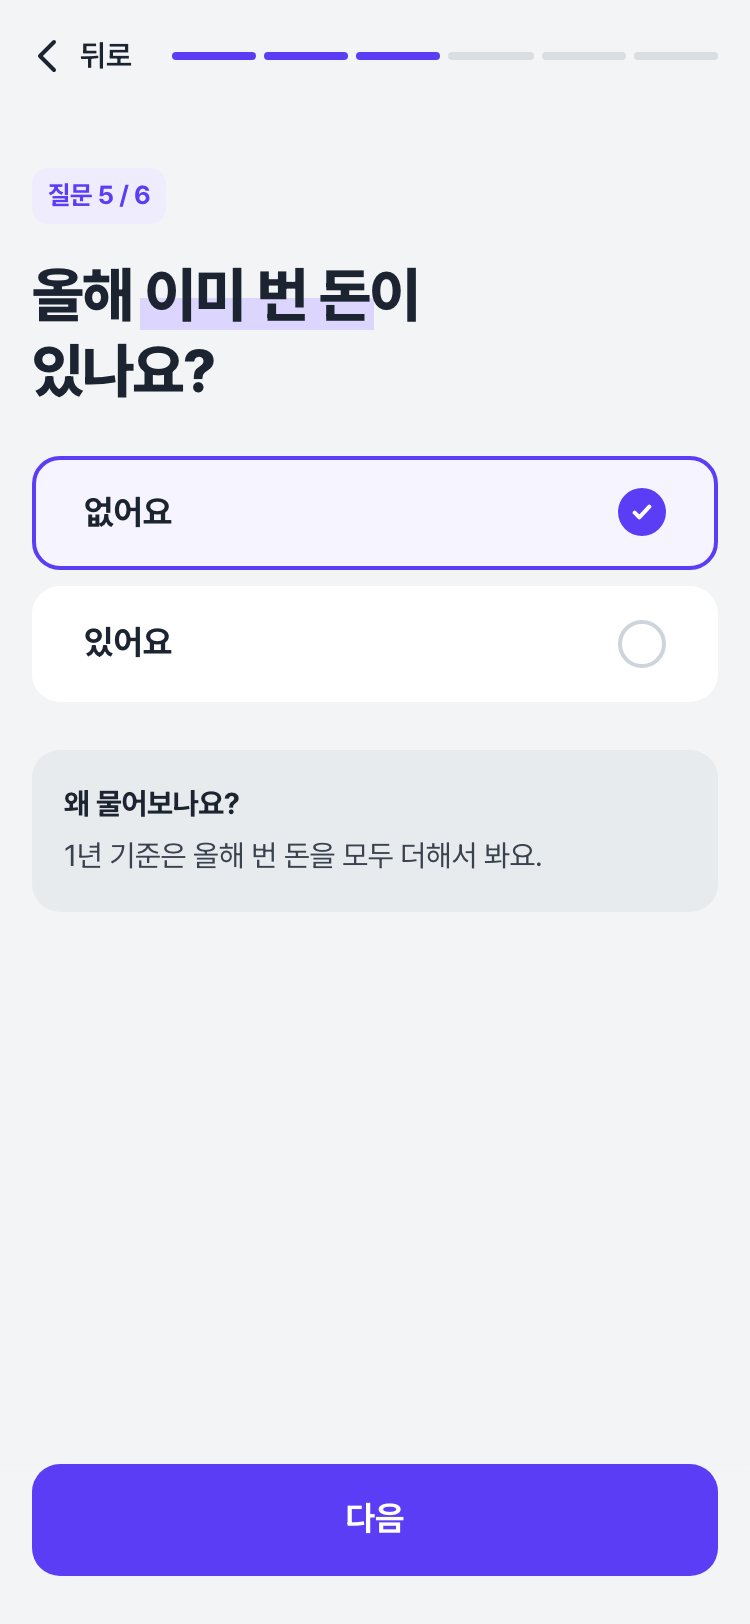 뒤로
질문 5 / 6
올해 이미 번 돈이
있나요?
없어요
있어요
왜 물어보나요?
1년 기준은 올해 번 돈을 모두 더해서 봐요.
다음